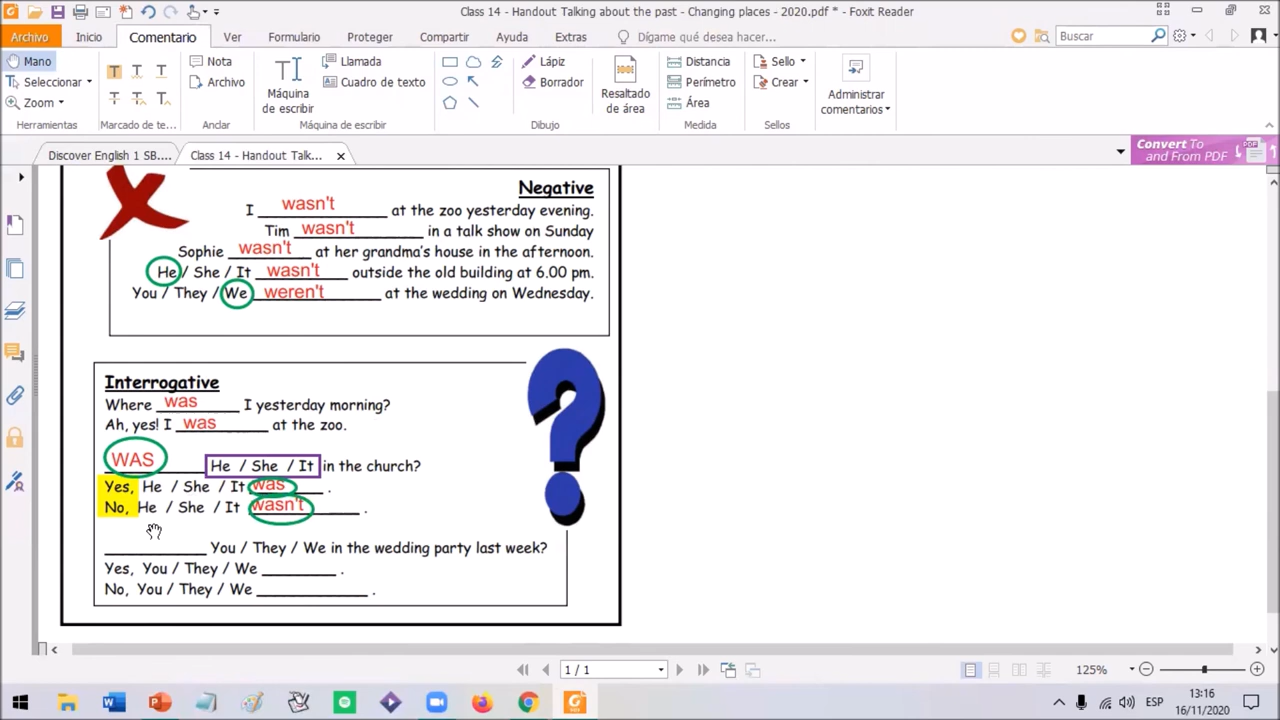 Class 14 - Handout Talking about the past - Changing places - 2020.pdf * - Foxit Reader
Archivo Inicio Comentario Ver Formulario Proteger Compartir Ayuda Extras Dígame qué desea hacer... Buscar
Mano
Seleccionar
Zoom
Herramientas
Marcado de te...
Nota
Archivo
Anclar
Máquina
de escribir
Llamada
Cuadro de texto
Máquina de escribir
Lápiz
Borrador
Dibujo
Resaltado
de área
Distancia
Perímetro
Área
Medida
Sello
Crear
Sellos
Administrar
comentarios
Discover English 1 SB.... Class 14 - Handout Talk...
Convert To
and From PDF
PDF
Negative
I wasn't at the zoo yesterday evening.
Tim wasn't in a talk show on Sunday
Sophie wasn't at her grandma's house in the afternoon.
He / She / It wasn't outside the old building at 6.00 pm.
You / They / We weren't at the wedding on Wednesday.
Interrogative
Where was I yesterday morning?
Ah, yes! I was at the zoo.
WAS He / She / It in the church?
Yes, He / She / It was .
No, He / She / It wasn't .
__________ You / They / We in the wedding party last week?
Yes, You / They / We ________ .
No, You / They / We ____________ .
?
1 / 1
125%
ESP
13:16
16/11/2020